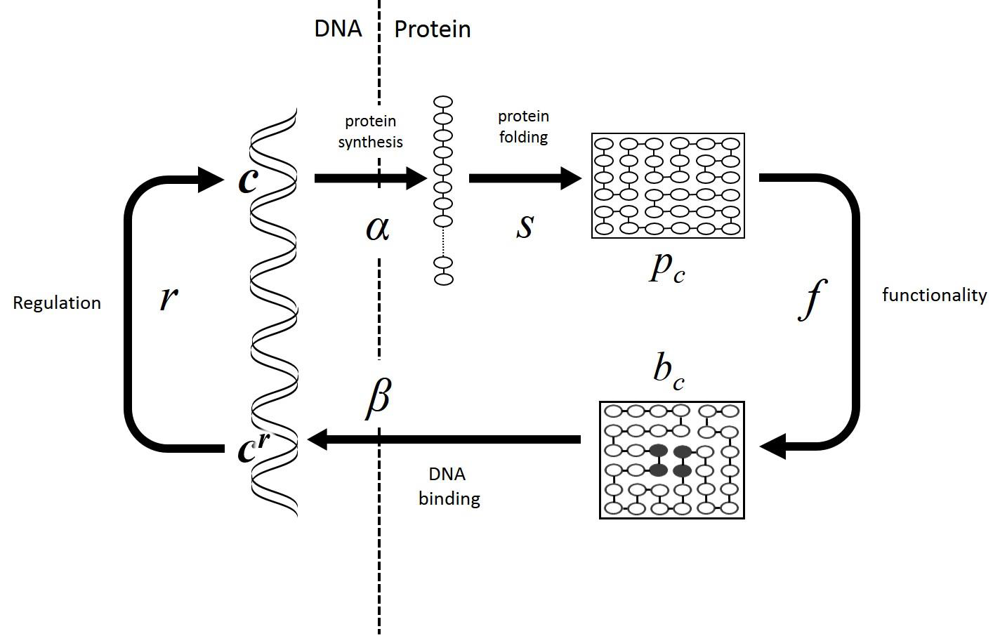 DNA Protein
protein
synthesis
protein
folding
c
α
s
p_c
Regulation
r
f
functionality
b_c
β
c^r
DNA
binding